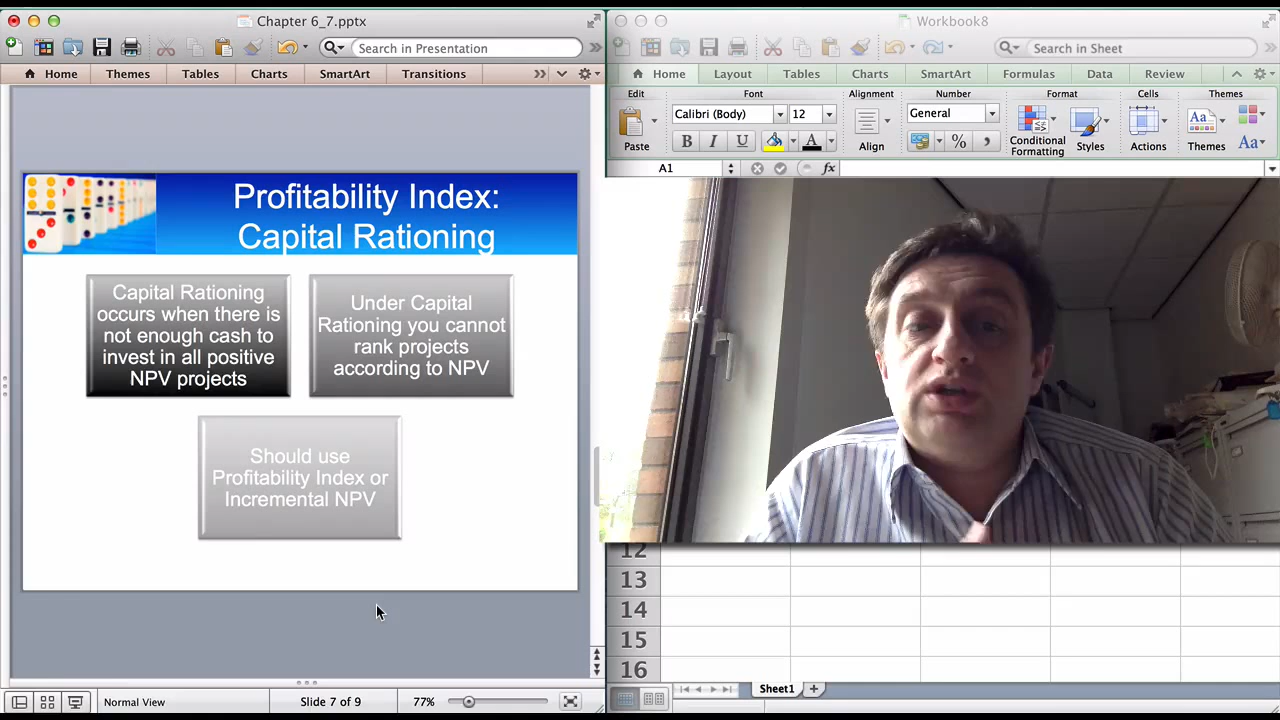 Chapter 6_7.pptx
Search in Presentation
Home Themes Tables Charts SmartArt Transitions
Profitability Index:
Capital Rationing
Capital Rationing
occurs when there is
not enough cash to
invest in all positive
NPV projects
Under Capital
Rationing you cannot
rank projects
according to NPV
Should use
Profitability Index or
Incremental NPV
Normal View
Slide 7 of 9
77%
Workbook8
Search in Sheet
Home Layout Tables Charts SmartArt Formulas Data Review
Edit Font Alignment Number Format Cells Themes
Calibri (Body) 12 General
B I U A % ,
Paste Align Conditional
Formatting Styles Actions Themes
Aa
A1 fx
12
13
14
15
16
Sheet1